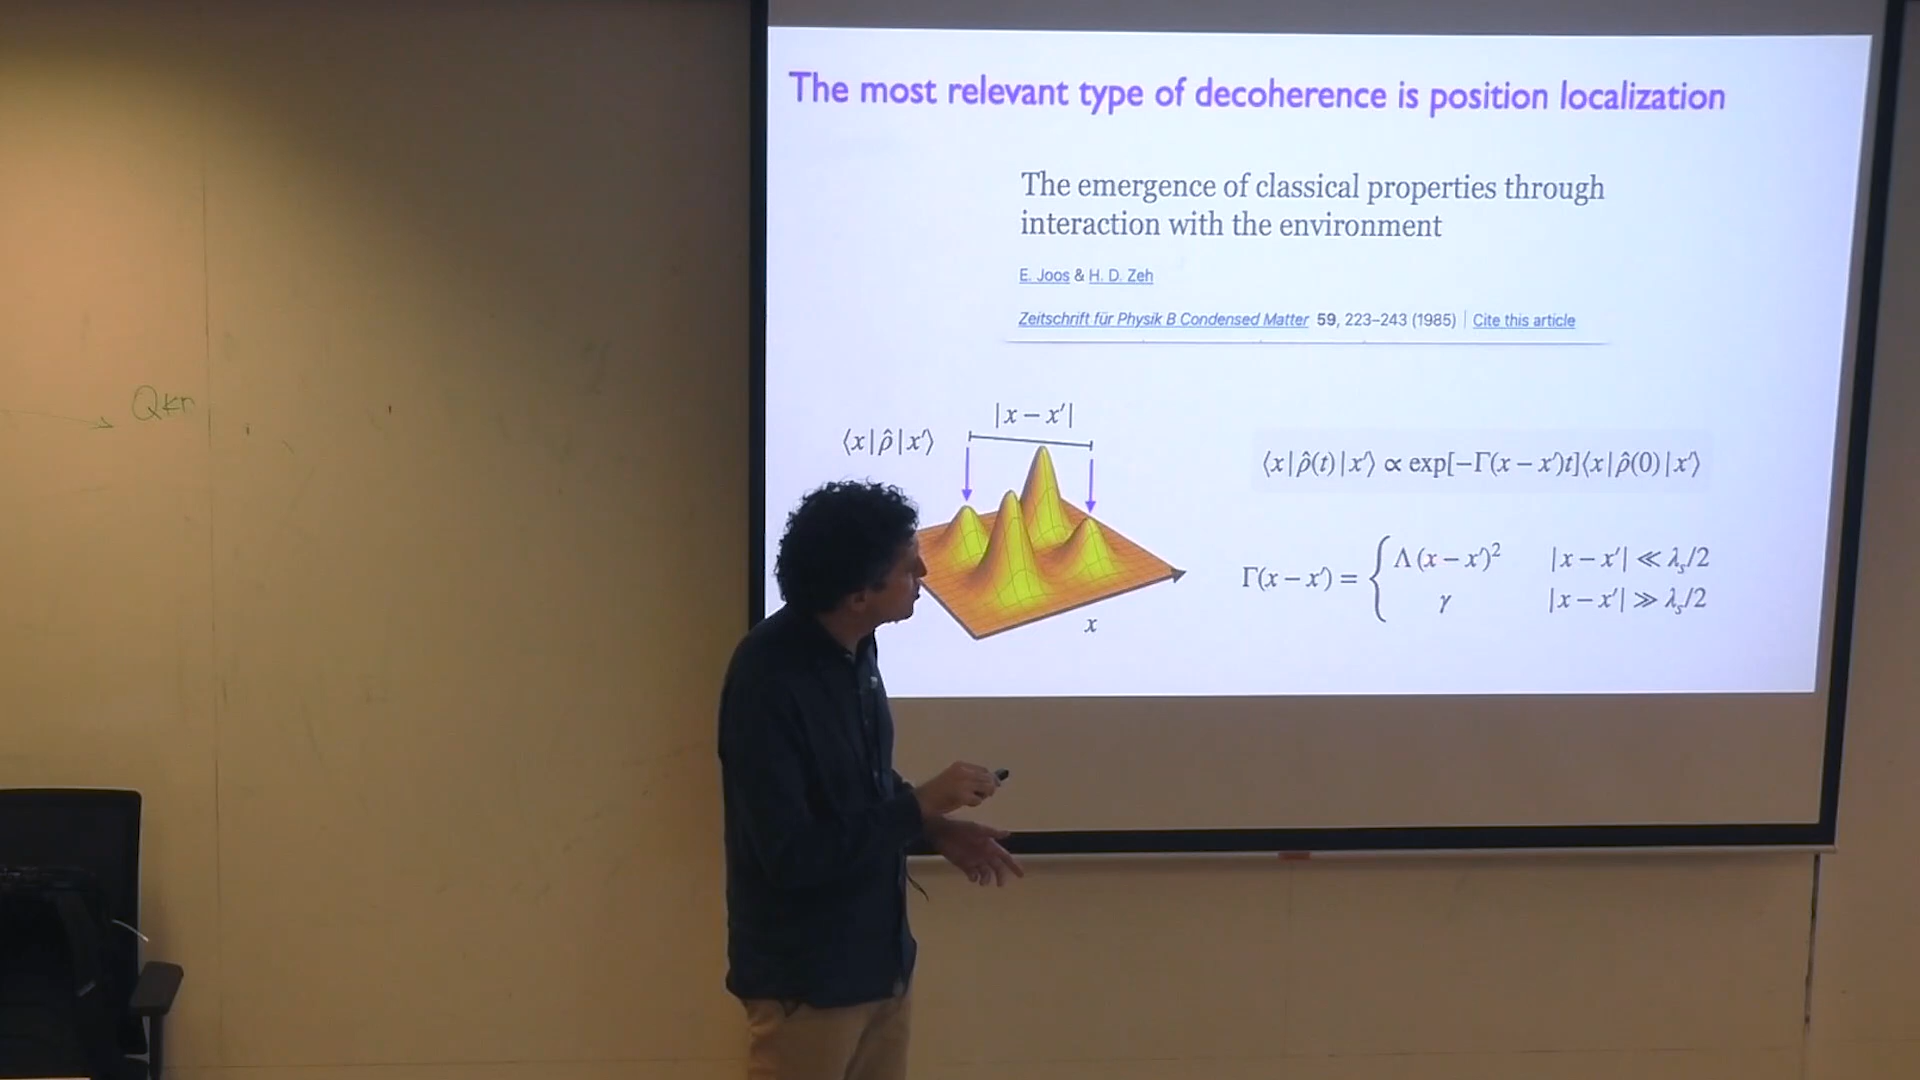 The most relevant type of decoherence is position localization
The emergence of classical properties through
interaction with the environment
E. Joos & H. D. Zeh
Zeitschrift für Physik B Condensed Matter 59, 223–243 (1985) | Cite this article
|x − x′|
⟨x|ρ̂|x′⟩
x
⟨x|ρ̂(t)|x′⟩ ∝ exp[−Γ(x − x′)t]⟨x|ρ̂(0)|x′⟩
Γ(x − x′) = { Λ(x − x′)² |x − x′| ≪ λₛ/2
γ |x − x′| ≫ λₛ/2